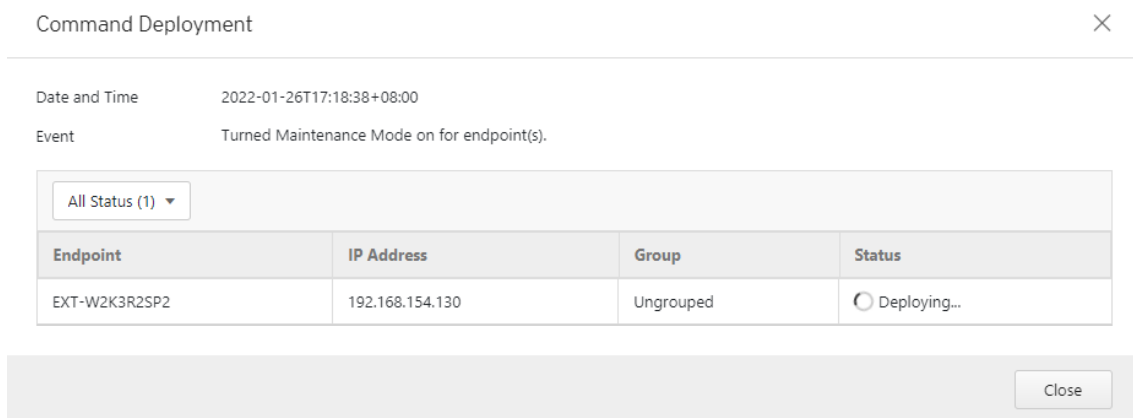 Command Deployment
Date and Time 2022-01-26T17:18:38+08:00
Event Turned Maintenance Mode on for endpoint(s).
All Status (1)
Endpoint IP Address Group Status
EXT-W2K3R2SP2 192.168.154.130 Ungrouped Deploying...
Close